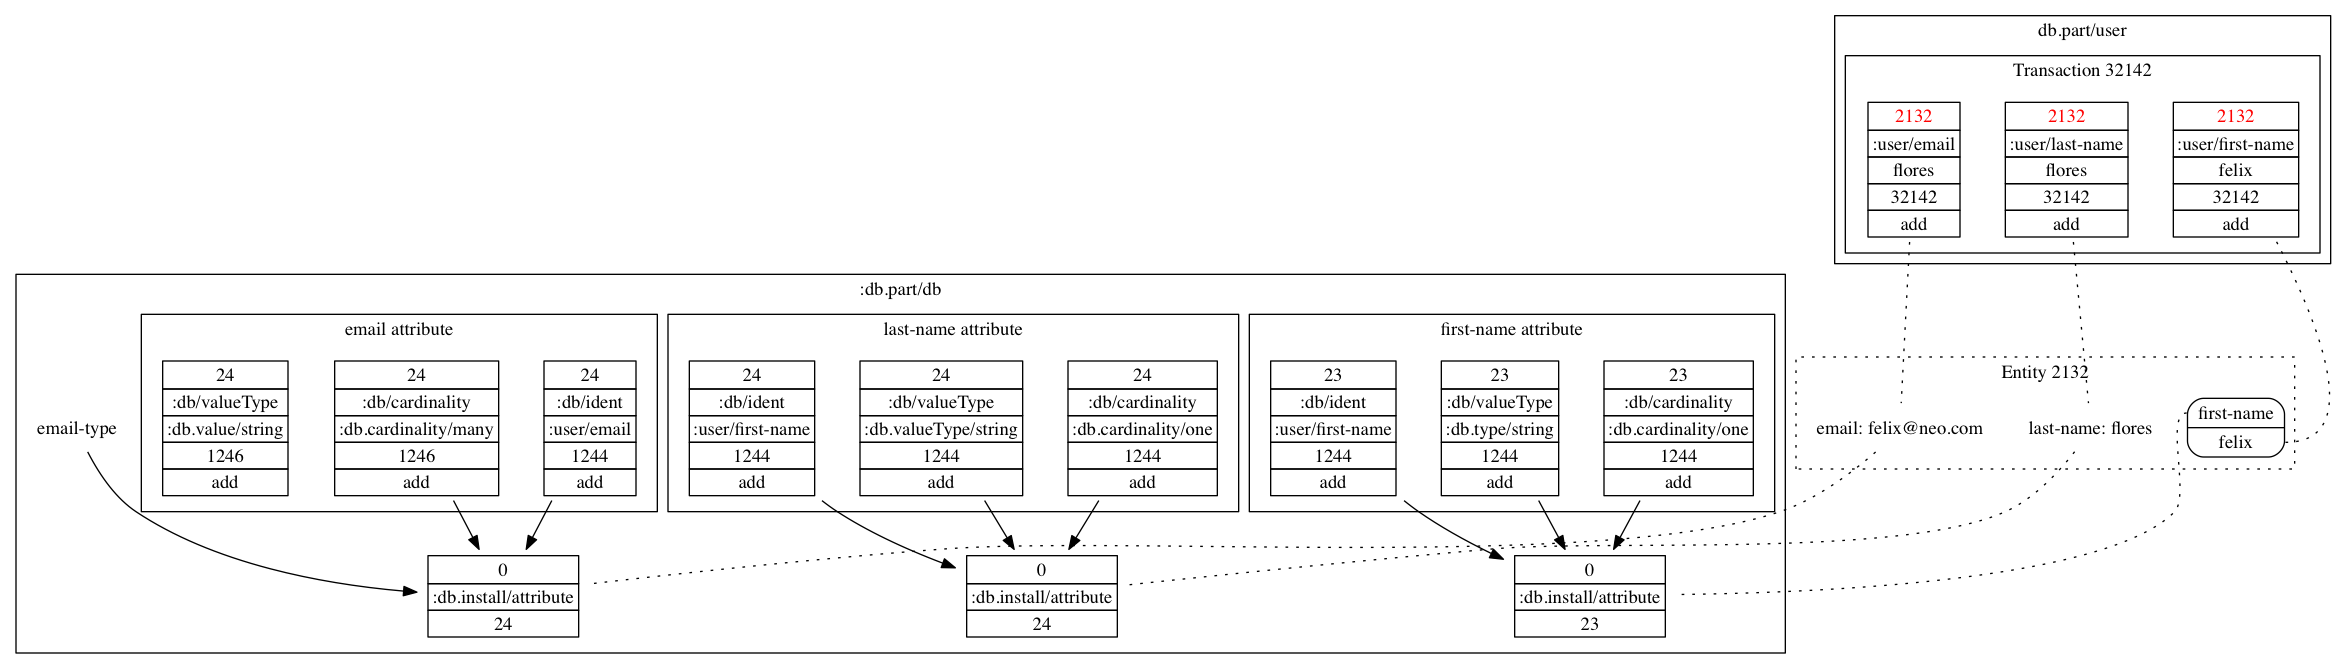 db.part/user
Transaction 32142
2132
:user/email
flores
32142
add
2132
:user/last-name
flores
32142
add
2132
:user/first-name
felix
32142
add
:db.part/db
email attribute
24
:db/valueType
:db.value/string
1246
add
24
:db/cardinality
:db.cardinality/many
1246
add
24
:db/ident
:user/email
1244
add
last-name attribute
24
:db/ident
:user/first-name
1244
add
24
:db/valueType
:db.valueType/string
1244
add
24
:db/cardinality
:db.cardinality/one
1244
add
first-name attribute
23
:db/ident
:user/first-name
1244
add
23
:db/valueType
:db.type/string
1244
add
23
:db/cardinality
:db.cardinality/one
1244
add
Entity 2132
email: felix@neo.com
last-name: flores
first-name
felix
email-type
0
:db.install/attribute
24
0
:db.install/attribute
24
0
:db.install/attribute
23